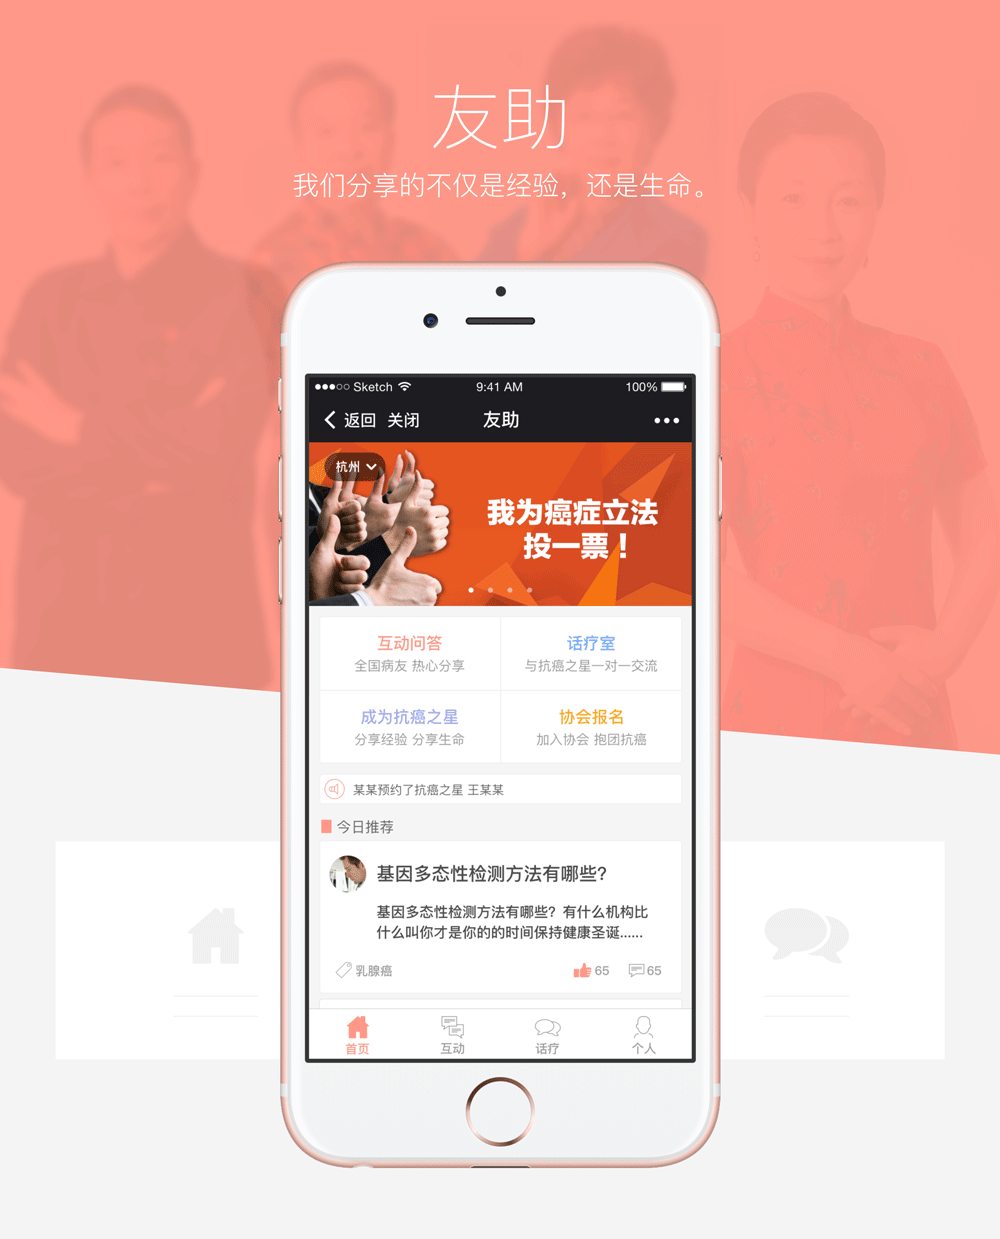 友助
我们分享的不仅是经验，还是生命。
Sketch 9:41 AM 100%
返回 关闭 友助
杭州
我为癌症立法
投一票！
互动问答 话疗室
全国病友 热心分享 与抗癌之星一对一交流
成为抗癌之星 协会报名
分享经验 分享生命 加入协会 抱团抗癌
某某预约了抗癌之星 王某某
今日推荐
基因多态性检测方法有哪些?
基因多态性检测方法有哪些？有什么机构比
什么叫你才是你的的时间保持健康圣诞......
乳腺癌 65 65
首页 互动 话疗 个人